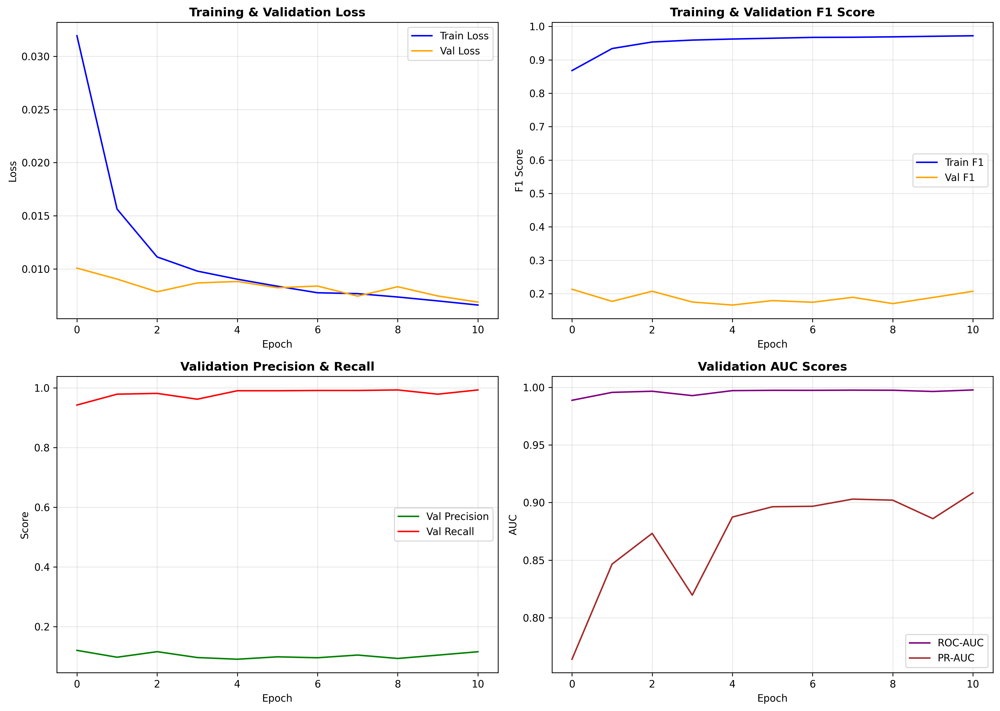 Training & Validation Loss
Train Loss
Val Loss
0.030
0.025
0.020
0.015
0.010
Loss
0 2 4 6 8 10
Epoch
Training & Validation F1 Score
1.0
0.9
0.8
0.7
0.6
0.5
0.4
0.3
0.2
F1 Score
Train F1
Val F1
0 2 4 6 8 10
Epoch
Validation Precision & Recall
1.0
0.8
0.6
0.4
0.2
Score
Val Precision
Val Recall
0 2 4 6 8 10
Epoch
Validation AUC Scores
1.00
0.95
0.90
0.85
0.80
AUC
ROC-AUC
PR-AUC
0 2 4 6 8 10
Epoch